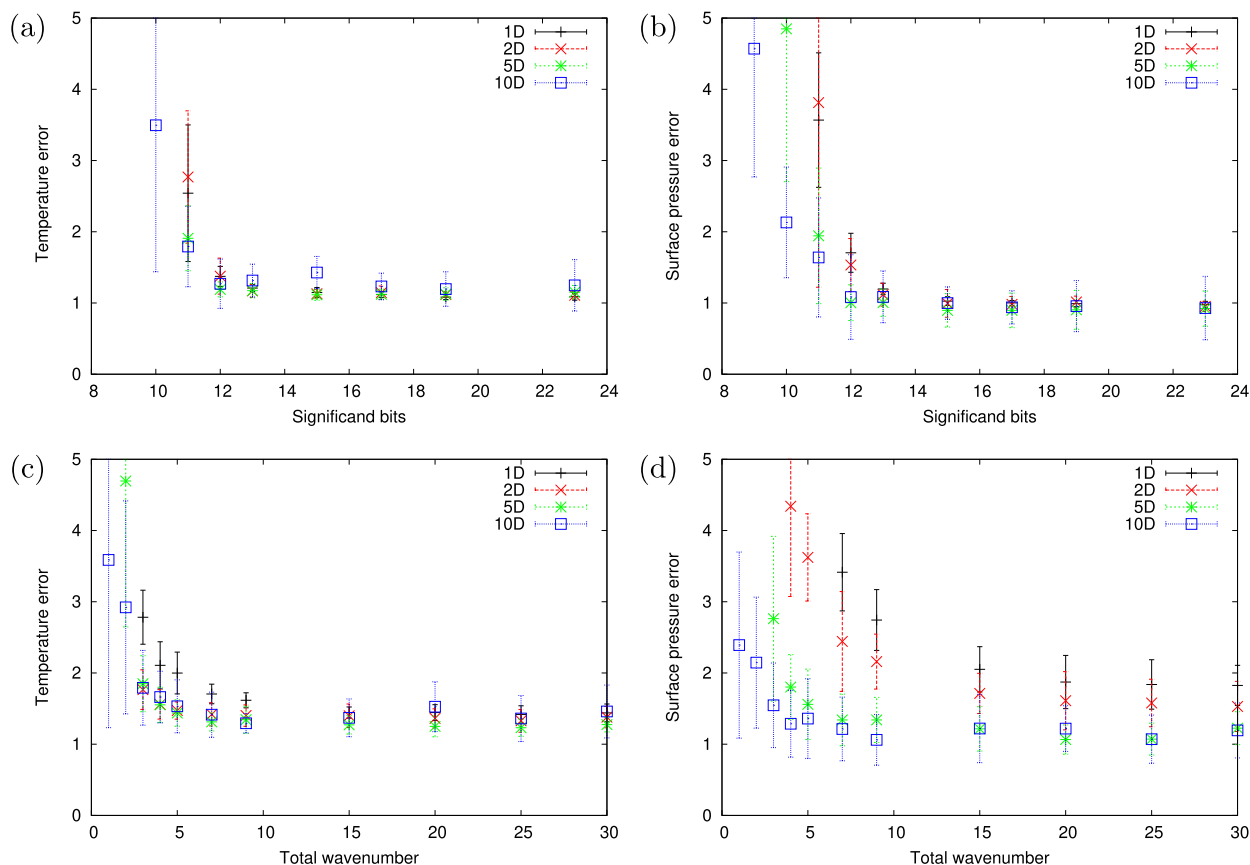 (a)
5
4
3
2
1
0
Temperature error
1D
2D
5D
10D
8 10 12 14 16 18 20 22 24
Significand bits
(b)
5
4
3
2
1
0
Surface pressure error
1D
2D
5D
10D
8 10 12 14 16 18 20 22 24
Significand bits
(c)
5
4
3
2
1
0
Temperature error
1D
2D
5D
10D
0 5 10 15 20 25 30
Total wavenumber
(d)
5
4
3
2
1
0
Surface pressure error
1D
2D
5D
10D
0 5 10 15 20 25 30
Total wavenumber